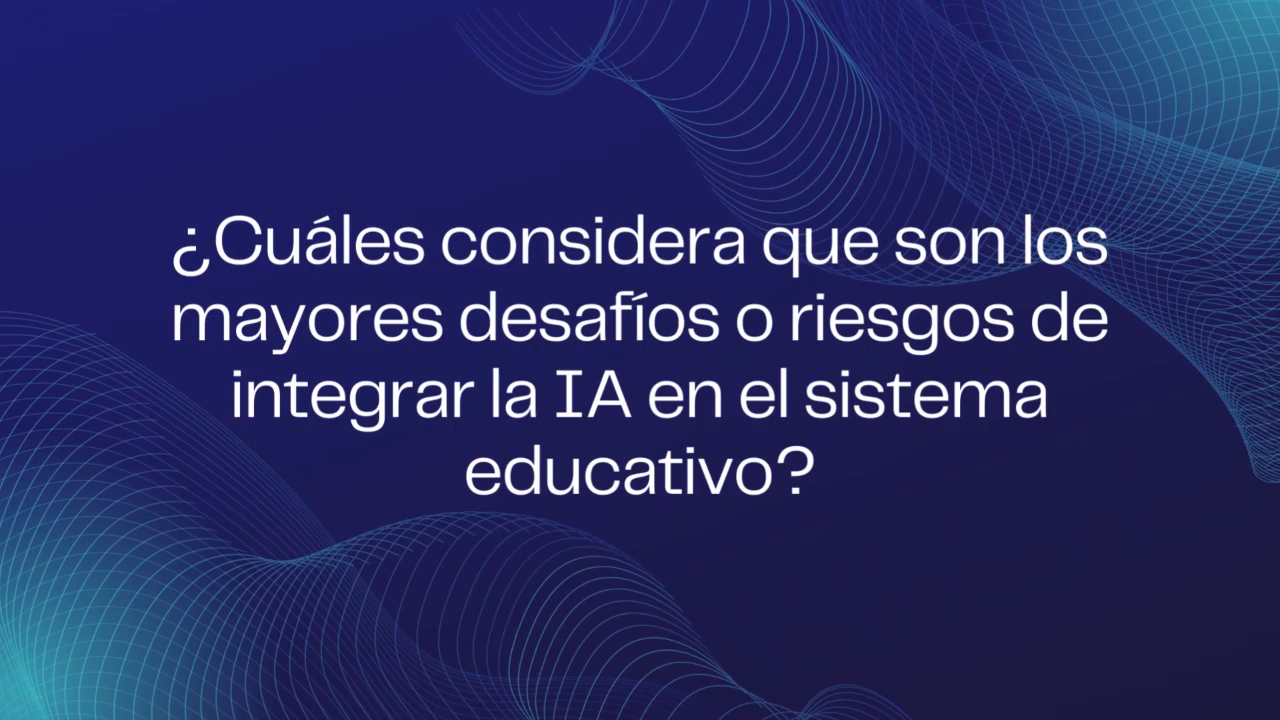 ¿Cuáles considera que son los
mayores desafíos o riesgos de
integrar la IA en el sistema
educativo?